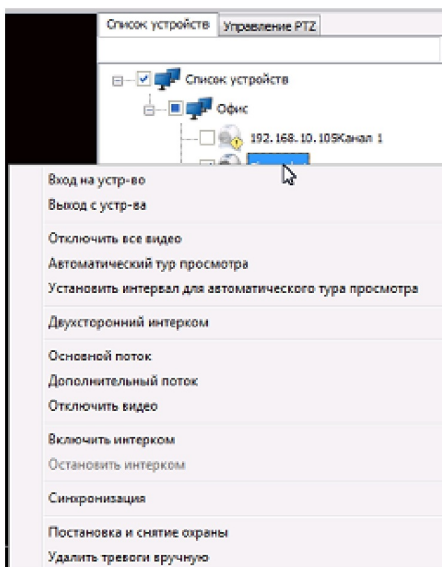 Список устройств
Управление PTZ
Список устройств
Офис
192.168.10.105Канал 1
Вход на устр-во
Выход с устр-ва
Отключить все видео
Автоматический тур просмотра
Установить интервал для автоматического тура просмотра
Двухсторонний интерком
Основной поток
Дополнительный поток
Отключить видео
Включить интерком
Остановить интерком
Синхронизация
Постановка и снятие охраны
Удалить тревоги вручную